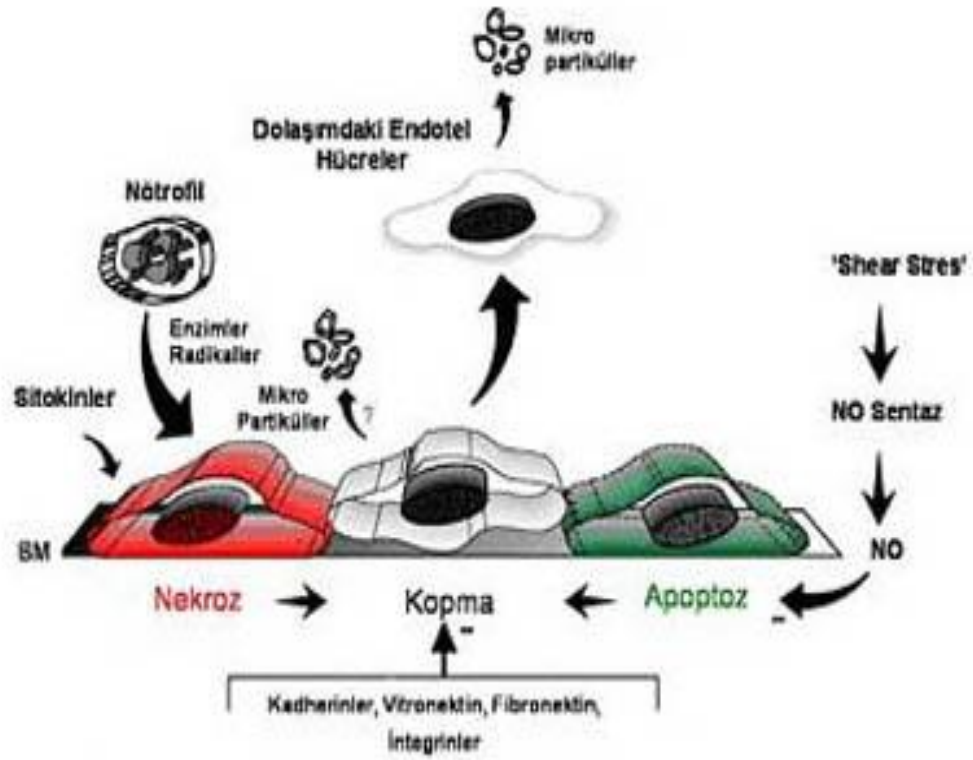 Mikro
partiküller
Dolaşımdaki Endotel
Hücreler
Nötrofil
'Shear Stres'
Enzimler
Radikaller
Sitokinler
Mikro
Partiküller
?
NO Sentaz
BM
NO
Nekroz
Kopma
Apoptoz
--
--
Kadherinler, Vitronektin, Fibronektin,
İntegrinler